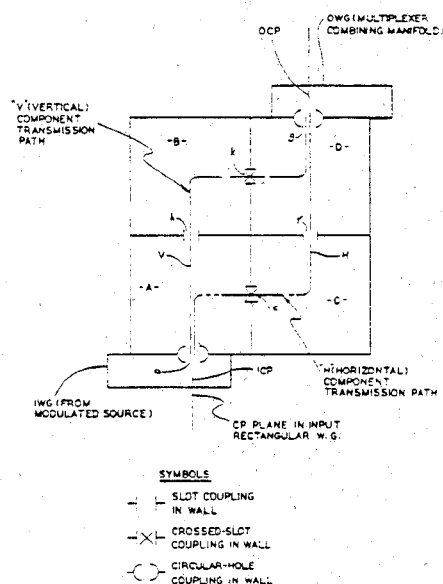 OWG (MULTIPLEXER
COMBINING MANIFOLD)
OCP
"V" (VERTICAL)
COMPONENT
TRANSMISSION
PATH
-B-
k
g
-D-
h
f
V
H
-A-
-C-
"H" (HORIZONTAL)
COMPONENT
TRANSMISSION PATH
a
ICP
IWG (FROM
MODULATED SOURCE)
CP PLANE IN INPUT
RECTANGULAR W.G.
SYMBOLS
SLOT COUPLING
IN WALL
CROSSED-SLOT
COUPLING IN WALL
CIRCULAR-HOLE
COUPLING IN WALL